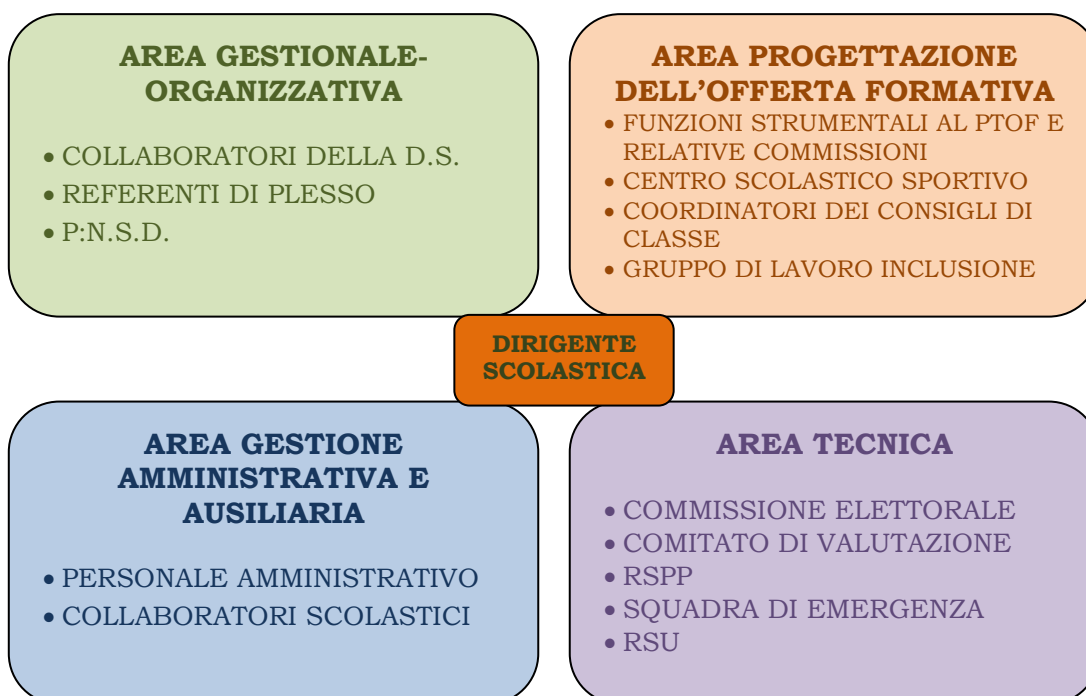 AREA GESTIONALE-
ORGANIZZATIVA
• COLLABORATORI DELLA D.S.
• REFERENTI DI PLESSO
• P:N.S.D.
AREA PROGETTAZIONE
DELL’OFFERTA FORMATIVA
• FUNZIONI STRUMENTALI AL PTOF E
RELATIVE COMMISSIONI
• CENTRO SCOLASTICO SPORTIVO
• COORDINATORI DEI CONSIGLI DI
CLASSE
• GRUPPO DI LAVORO INCLUSIONE
DIRIGENTE
SCOLASTICA
AREA GESTIONE
AMMINISTRATIVA E
AUSILIARIA
• PERSONALE AMMINISTRATIVO
• COLLABORATORI SCOLASTICI
AREA TECNICA
• COMMISSIONE ELETTORALE
• COMITATO DI VALUTAZIONE
• RSPP
• SQUADRA DI EMERGENZA
• RSU